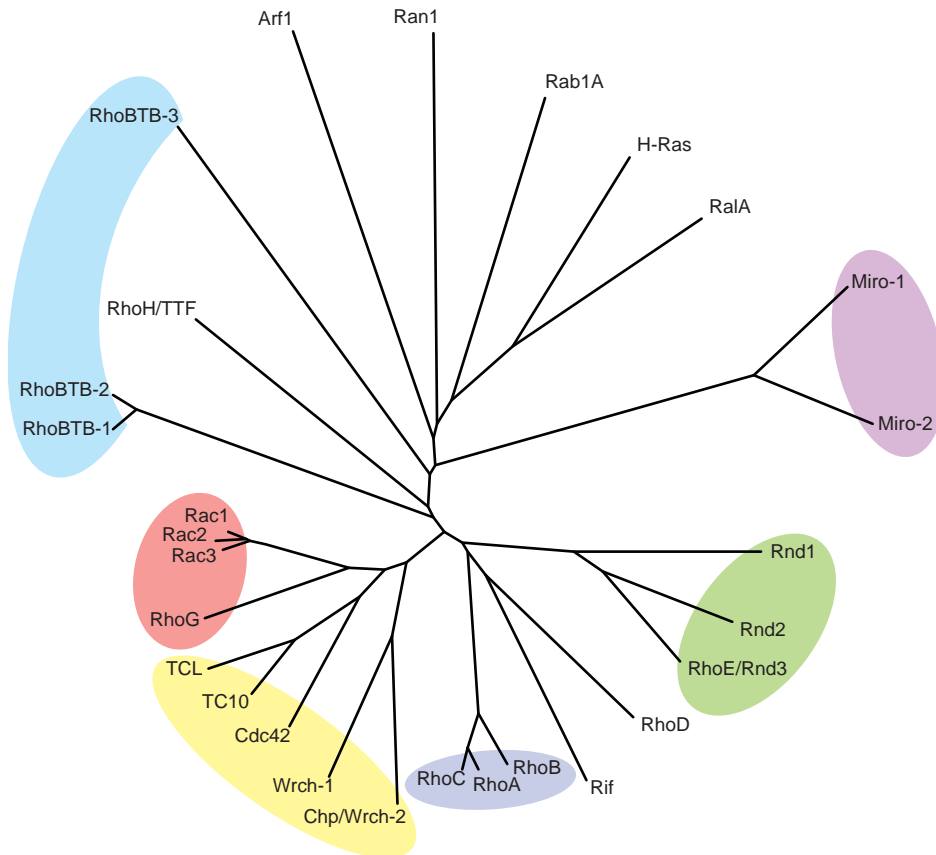 Arf1
Ran1
Rab1A
RhoBTB-3
H-Ras
RalA
Miro-1
RhoH/TTF
RhoBTB-2
Miro-2
RhoBTB-1
Rac1
Rac2
Rac3
Rnd1
RhoG
Rnd2
TCL
RhoE/Rnd3
TC10
RhoD
Cdc42
RhoB
RhoC
RhoA
Wrch-1
Rif
Chp/Wrch-2